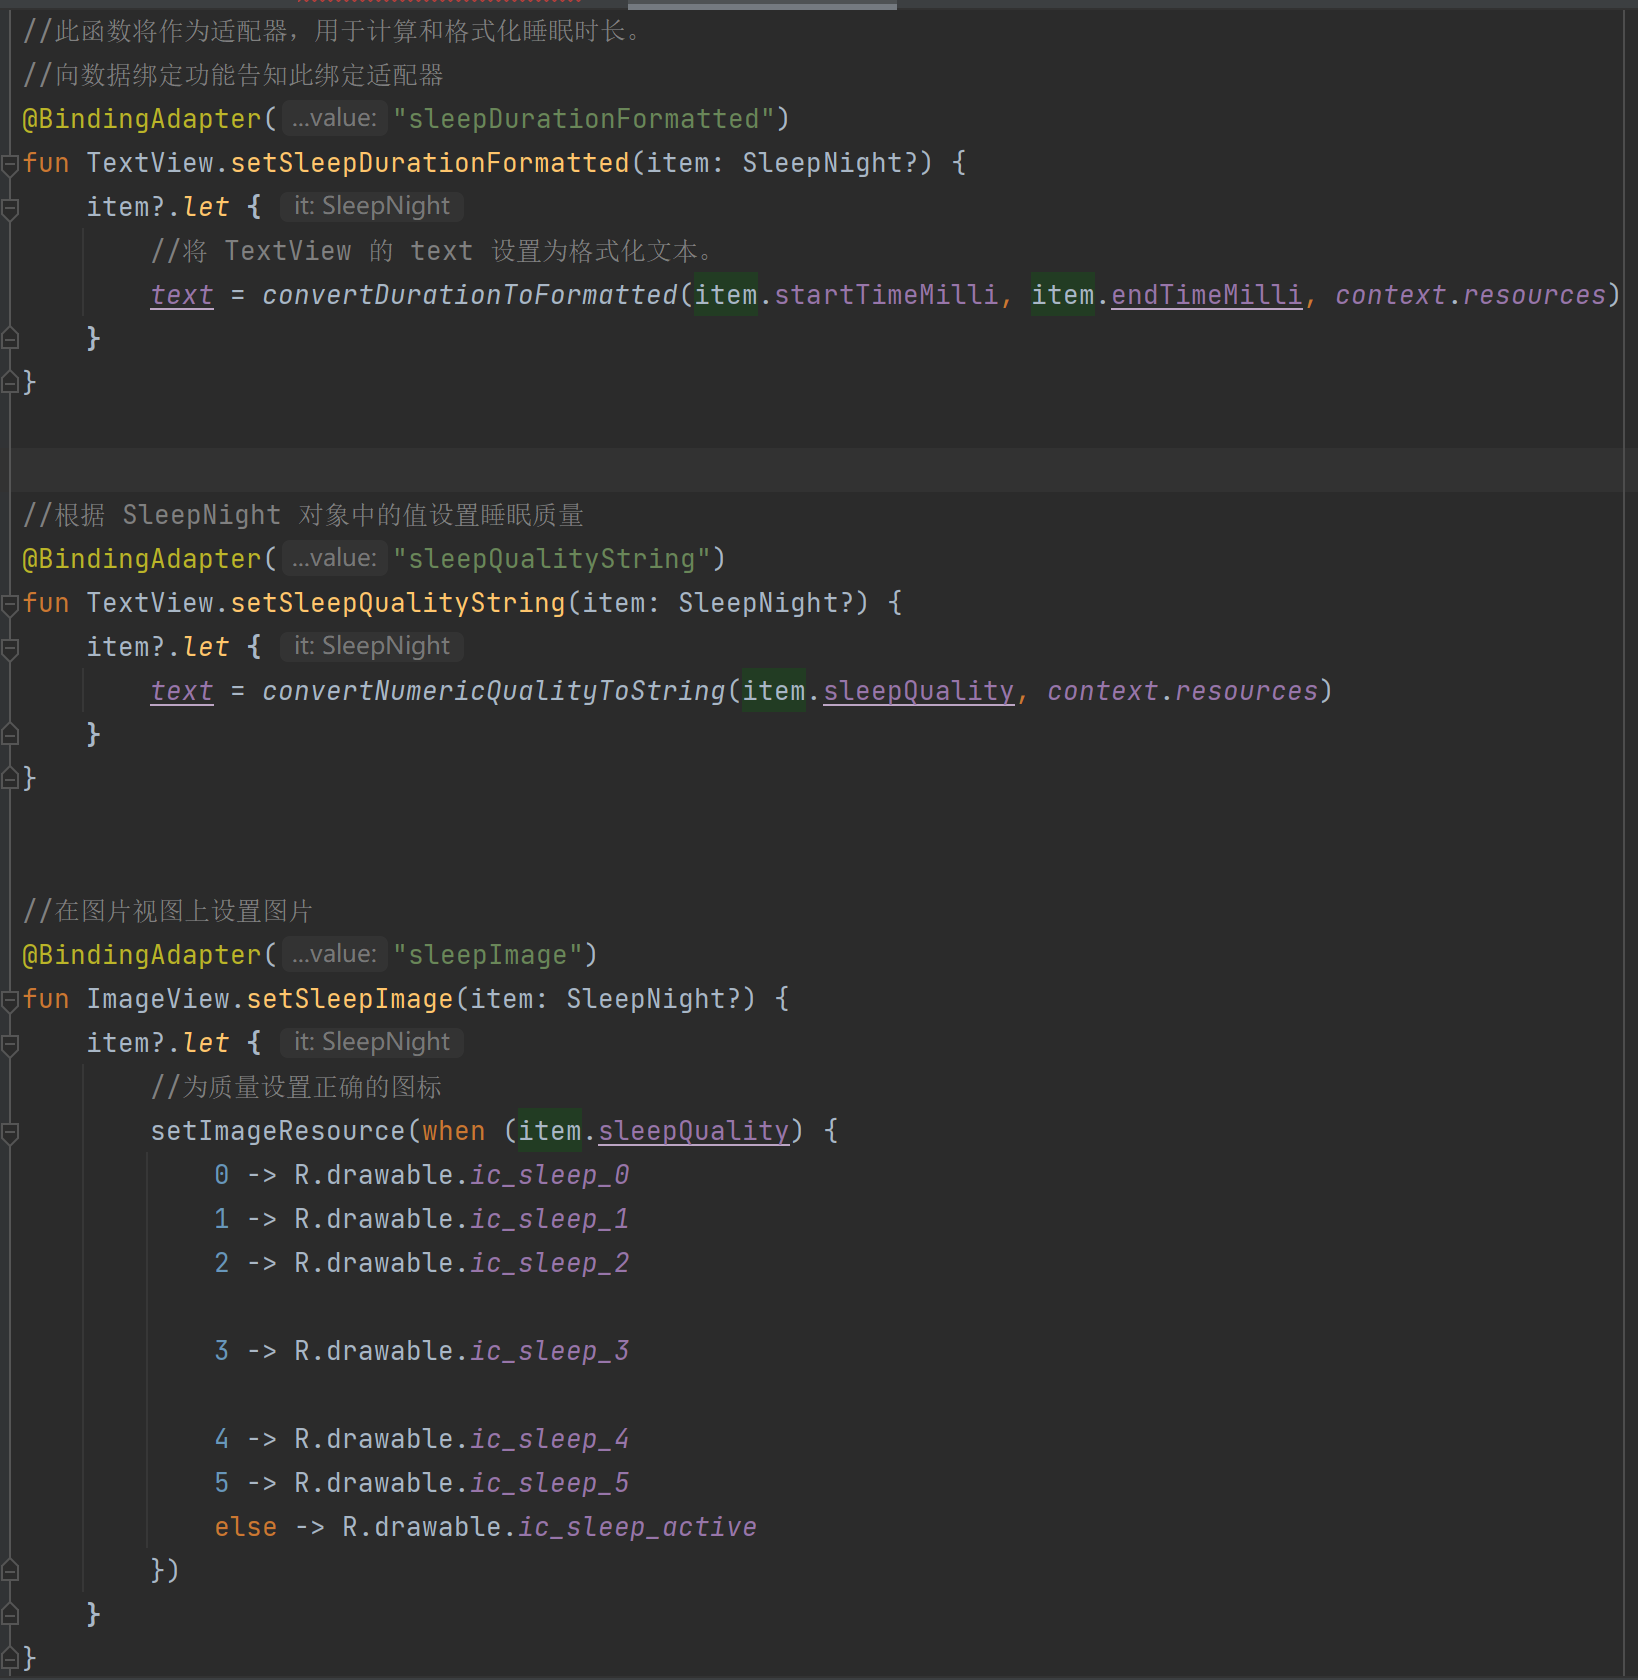 //此函数将作为适配器，用于计算和格式化睡眠时长。
//向数据绑定功能告知此绑定适配器
@BindingAdapter( ...value: "sleepDurationFormatted")
fun TextView.setSleepDurationFormatted(item: SleepNight?) {
item?.let { it: SleepNight
//将 TextView 的 text 设置为格式化文本。
text = convertDurationToFormatted(item.startTimeMilli, item.endTimeMilli, context.resources)
}
}
//根据 SleepNight 对象中的值设置睡眠质量
@BindingAdapter( ...value: "sleepQualityString")
fun TextView.setSleepQualityString(item: SleepNight?) {
item?.let { it: SleepNight
text = convertNumericQualityToString(item.sleepQuality, context.resources)
}
}
//在图片视图上设置图片
@BindingAdapter( ...value: "sleepImage")
fun ImageView.setSleepImage(item: SleepNight?) {
item?.let { it: SleepNight
//为质量设置正确的图标
setImageResource(when (item.sleepQuality) {
0 -> R.drawable.ic_sleep_0
1 -> R.drawable.ic_sleep_1
2 -> R.drawable.ic_sleep_2
3 -> R.drawable.ic_sleep_3
4 -> R.drawable.ic_sleep_4
5 -> R.drawable.ic_sleep_5
else -> R.drawable.ic_sleep_active
})
}
}